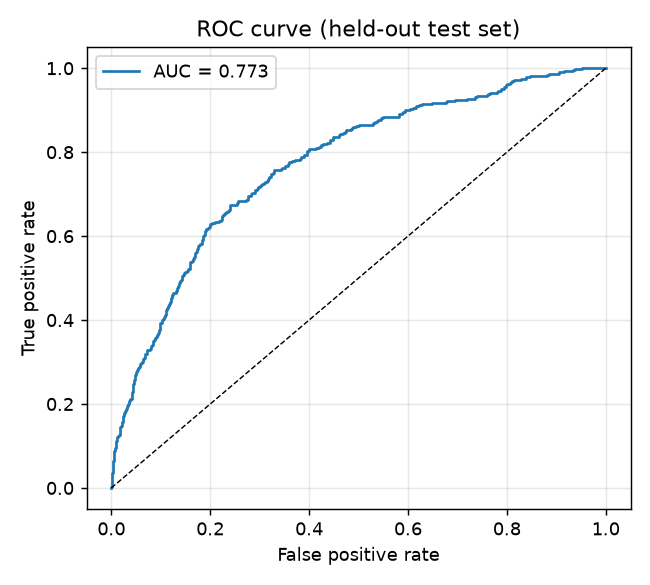 ROC curve (held-out test set)
AUC = 0.773
1.0
0.8
0.6
0.4
0.2
0.0
True positive rate
0.0 0.2 0.4 0.6 0.8 1.0
False positive rate